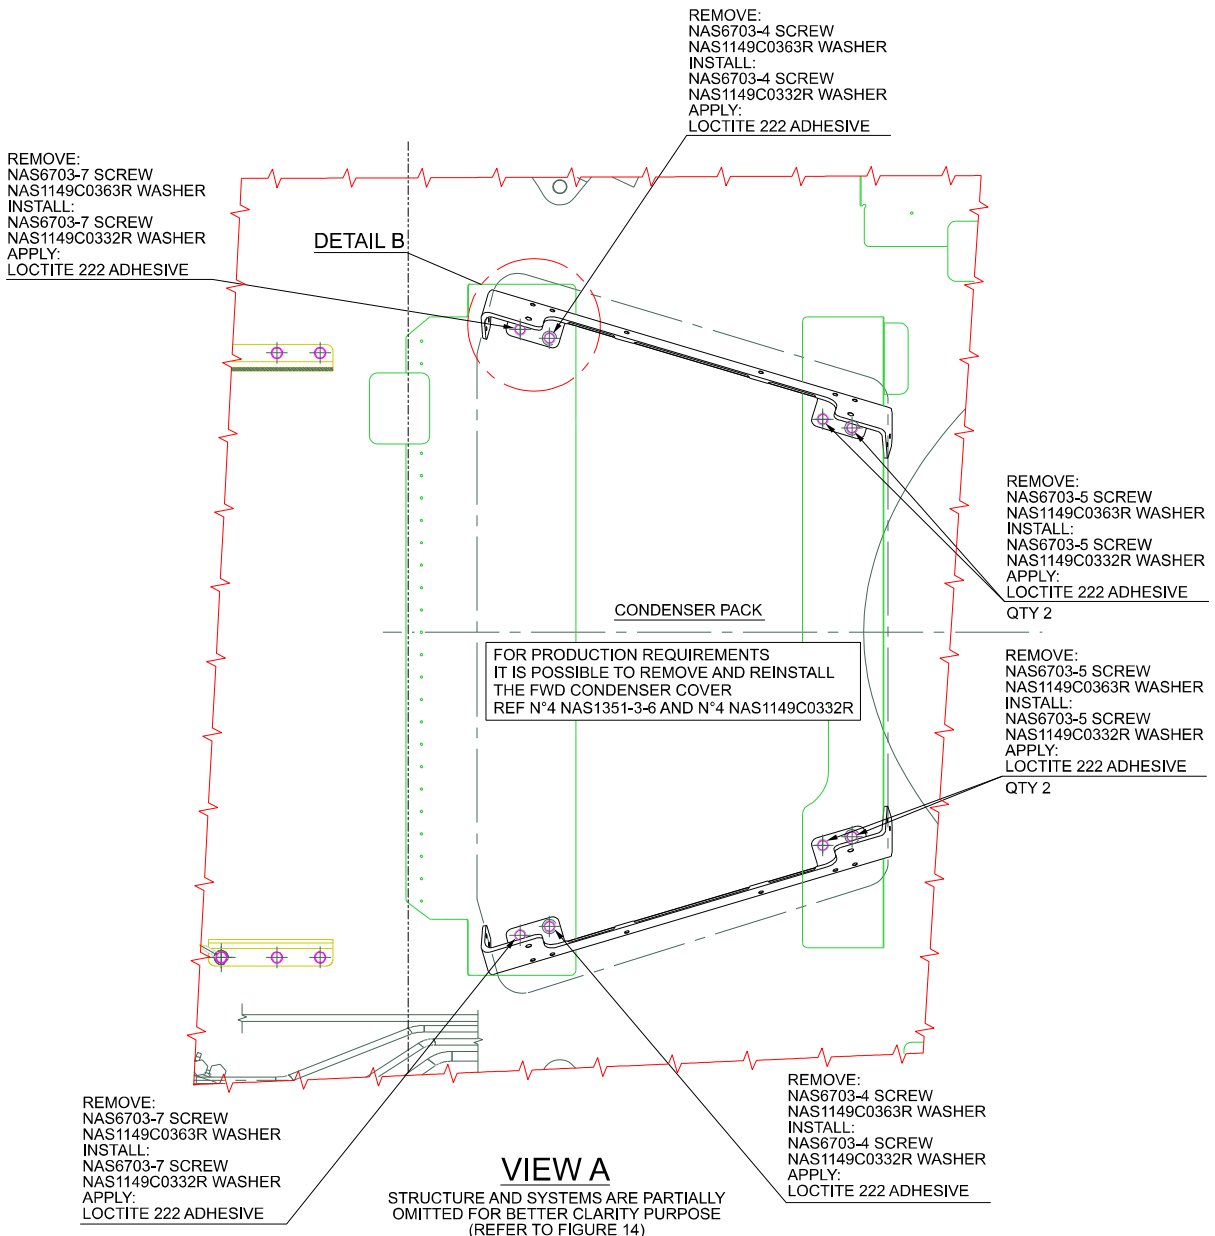 REMOVE:
NAS6703-4 SCREW
NAS1149C0363R WASHER
INSTALL:
NAS6703-4 SCREW
NAS1149C0332R WASHER
APPLY:
LOCTITE 222 ADHESIVE
REMOVE:
NAS6703-7 SCREW
NAS1149C0363R WASHER
INSTALL:
NAS6703-7 SCREW
NAS1149C0332R WASHER
APPLY:
LOCTITE 222 ADHESIVE
DETAIL B
REMOVE:
NAS6703-5 SCREW
NAS1149C0363R WASHER
INSTALL:
NAS6703-5 SCREW
NAS1149C0332R WASHER
APPLY:
LOCTITE 222 ADHESIVE
QTY 2
CONDENSER PACK
FOR PRODUCTION REQUIREMENTS
IT IS POSSIBLE TO REMOVE AND REINSTALL
THE FWD CONDENSER COVER
REF N°4 NAS1351-3-6 AND N°4 NAS1149C0332R
REMOVE:
NAS6703-5 SCREW
NAS1149C0363R WASHER
INSTALL:
NAS6703-5 SCREW
NAS1149C0332R WASHER
APPLY:
LOCTITE 222 ADHESIVE
QTY 2
REMOVE:
NAS6703-7 SCREW
NAS1149C0363R WASHER
INSTALL:
NAS6703-7 SCREW
NAS1149C0332R WASHER
APPLY:
LOCTITE 222 ADHESIVE
REMOVE:
NAS6703-4 SCREW
NAS1149C0363R WASHER
INSTALL:
NAS6703-4 SCREW
NAS1149C0332R WASHER
APPLY:
LOCTITE 222 ADHESIVE
VIEW A
STRUCTURE AND SYSTEMS ARE PARTIALLY
OMITTED FOR BETTER CLARITY PURPOSE
(REFER TO FIGURE 14)